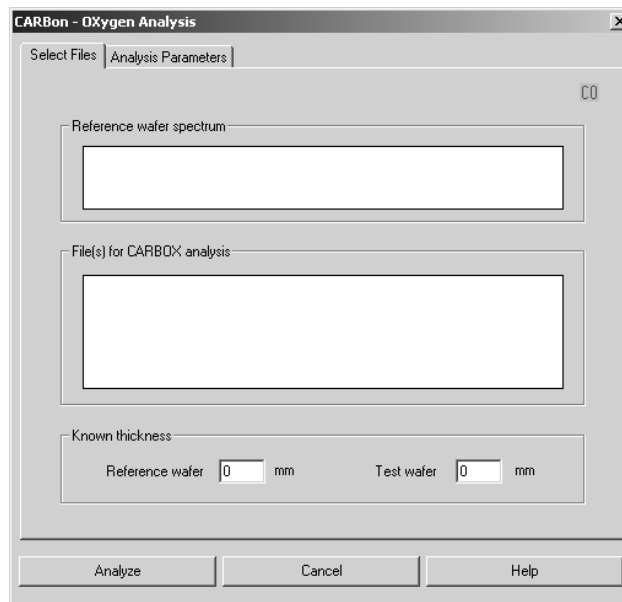 CARBon - OXygen Analysis
Select Files
Analysis Parameters
CO
Reference wafer spectrum
File(s) for CARBOX analysis
Known thickness
Reference wafer 0 mm Test wafer 0 mm
Analyze Cancel Help